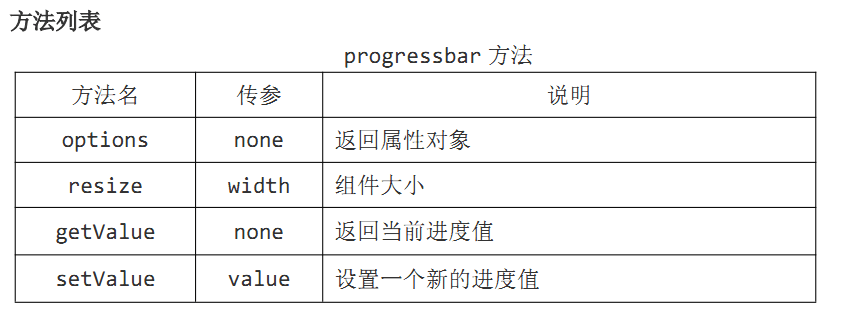 方法列表
progressbar 方法
方法名 传参 说明
options none 返回属性对象
resize width 组件大小
getValue none 返回当前进度值
setValue value 设置一个新的进度值